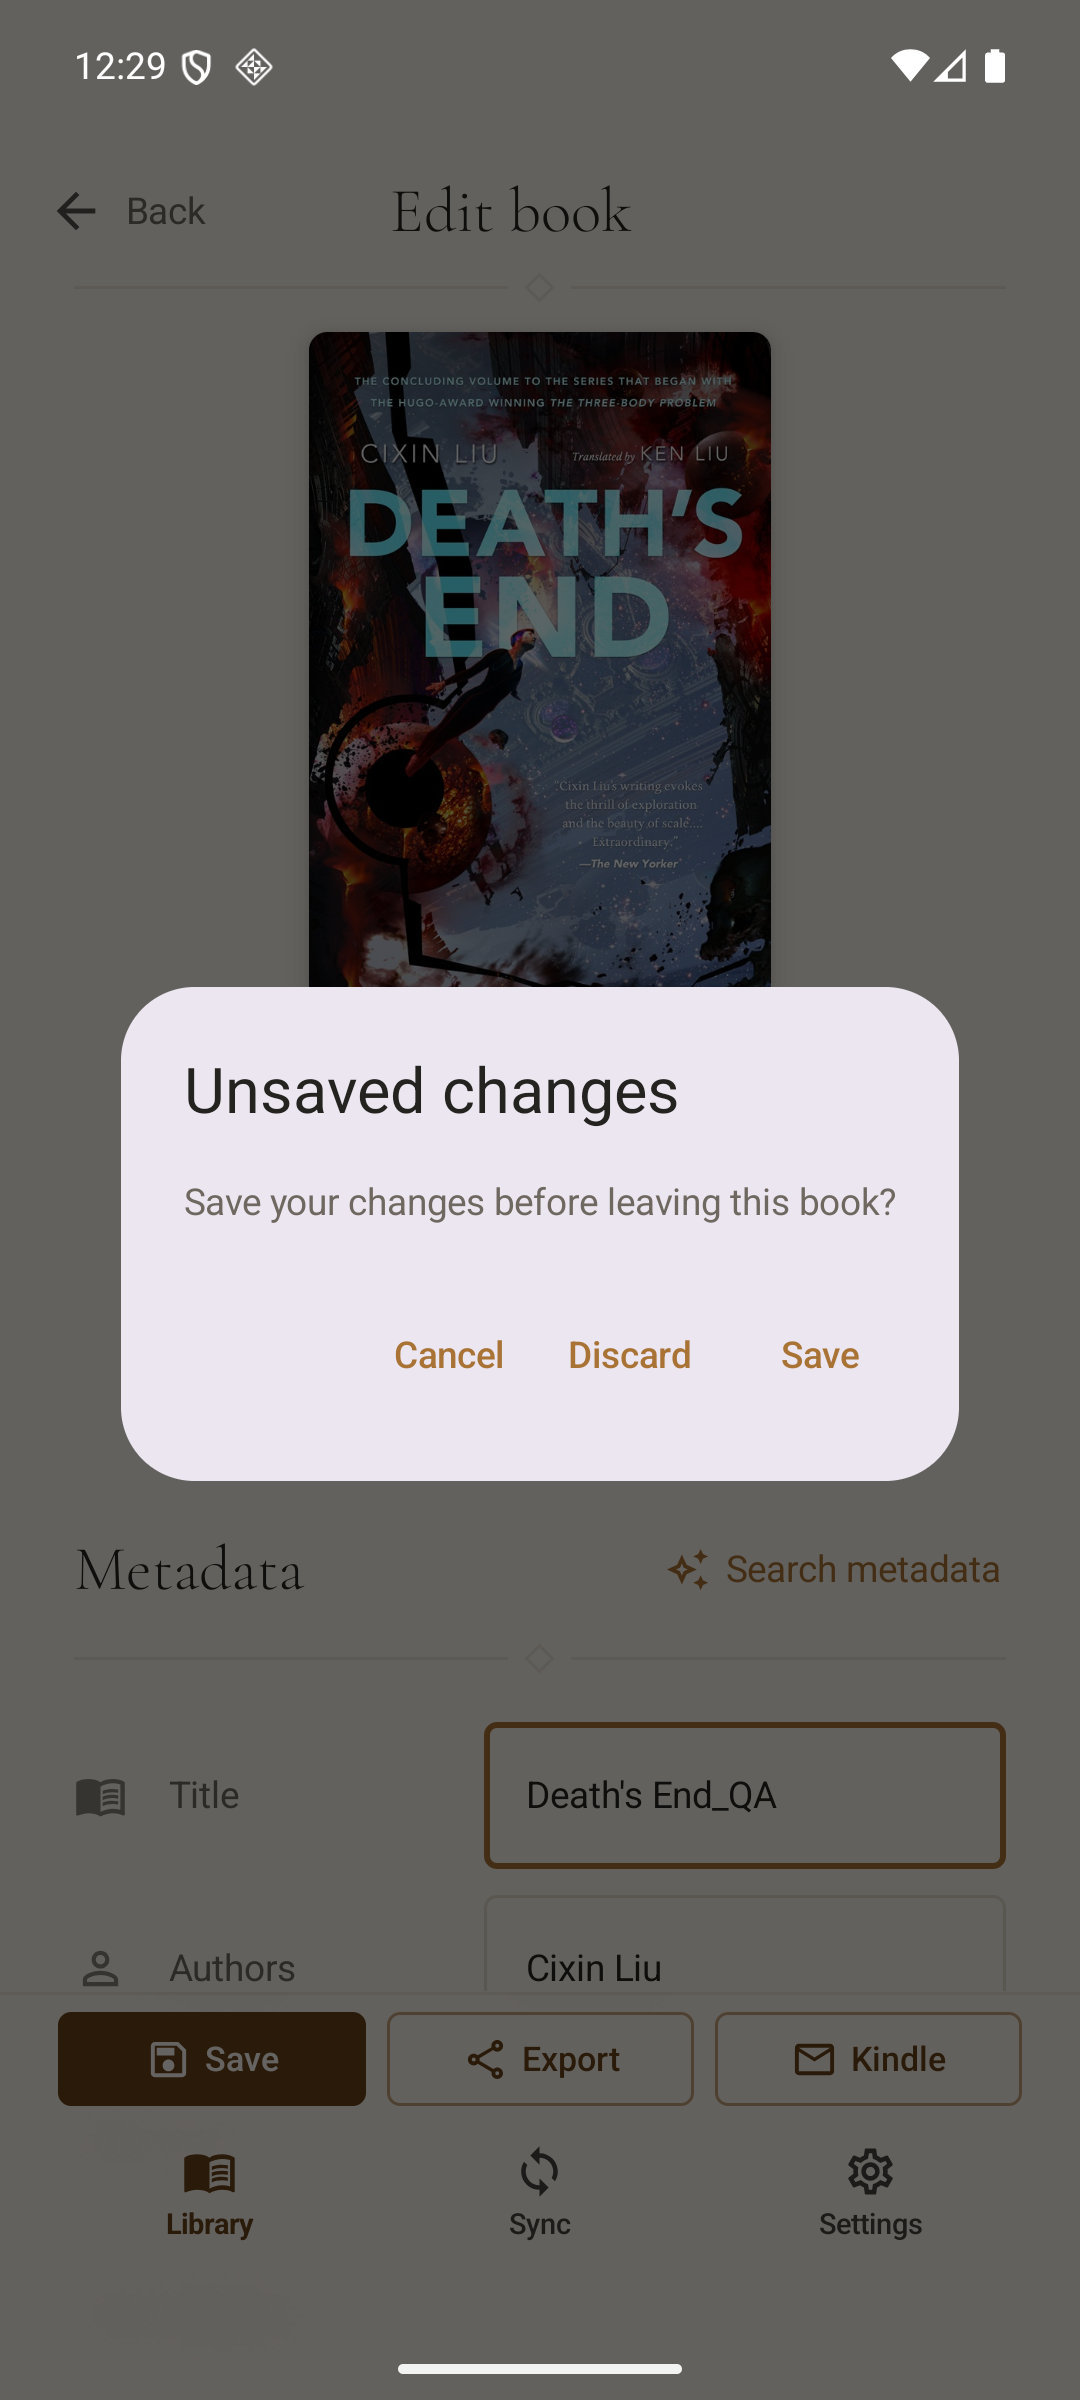 12:29
Back
Edit book
THE CONCLUDING VOLUME TO THE SERIES THAT BEGAN WITH
THE HUGO-AWARD WINNING THE THREE-BODY PROBLEM
CIXIN LIU
Translated by KEN LIU
DEATH'S
END
"Cixin Liu's writing evokes
the thrill of exploration
and the beauty of scale....
Extraordinary."
—The New Yorker
Unsaved changes
Save your changes before leaving this book?
Cancel
Discard
Save
Metadata
Search metadata
Title
Death's End_QA
Authors
Cixin Liu
Save
Export
Kindle
Library
Sync
Settings